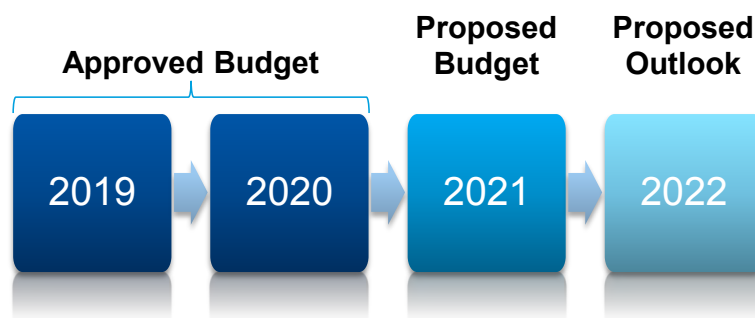 Approved Budget
Proposed
Budget
Proposed
Outlook
2019
2020
2021
2022